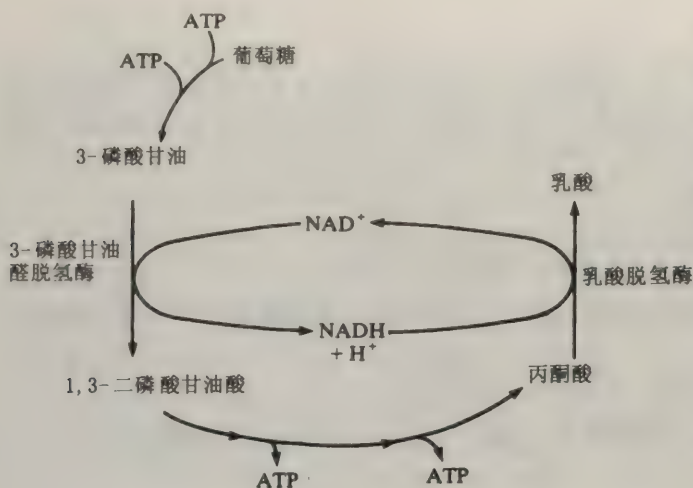 ATP
ATP
葡萄糖
3-磷酸甘油
乳酸
NAD⁺
3-磷酸甘油
醛脱氢酶
乳酸脱氢酶
NADH
+ H⁺
1,3-二磷酸甘油酸
丙酮酸
ATP
ATP